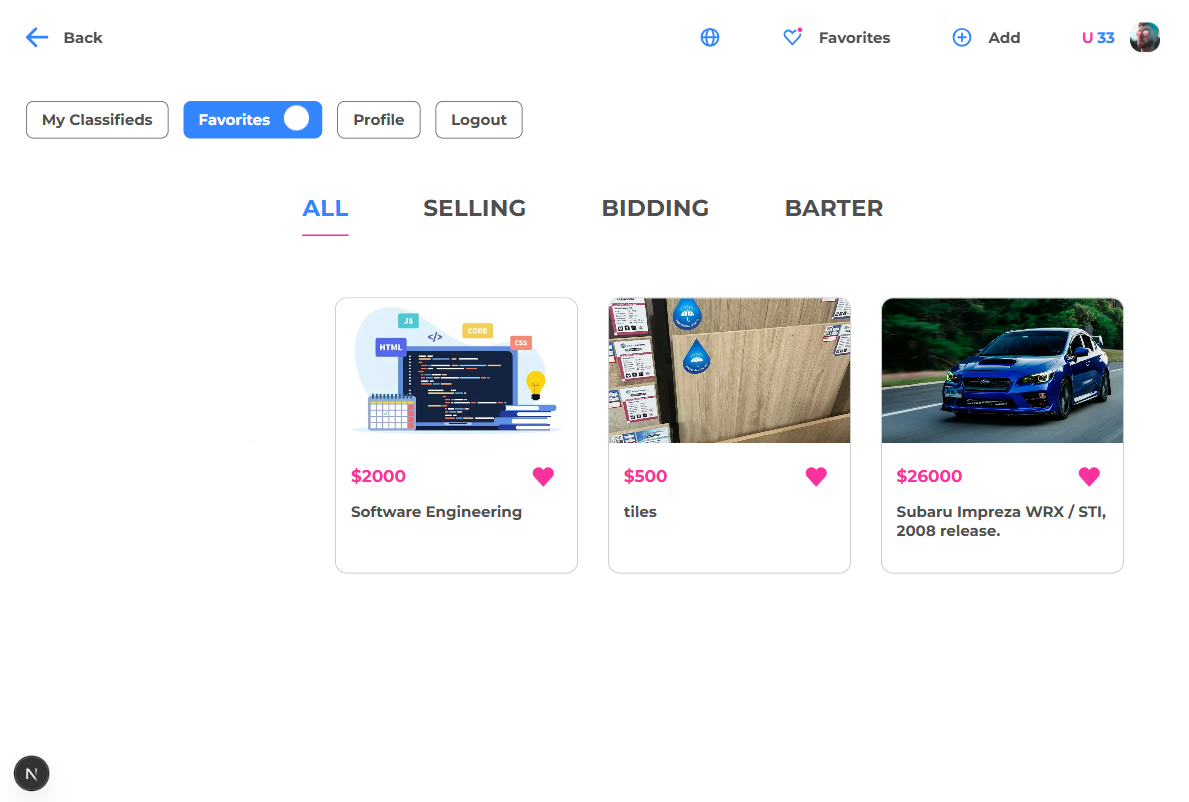 Back
Favorites
Add
U 33
My Classifieds
Favorites
Profile
Logout
ALL
SELLING
BIDDING
BARTER
JS
</>
CODE
HTML
CSS
$2000
$500
$26000
Software Engineering
tiles
Subaru Impreza WRX / STI,
2008 release.
N